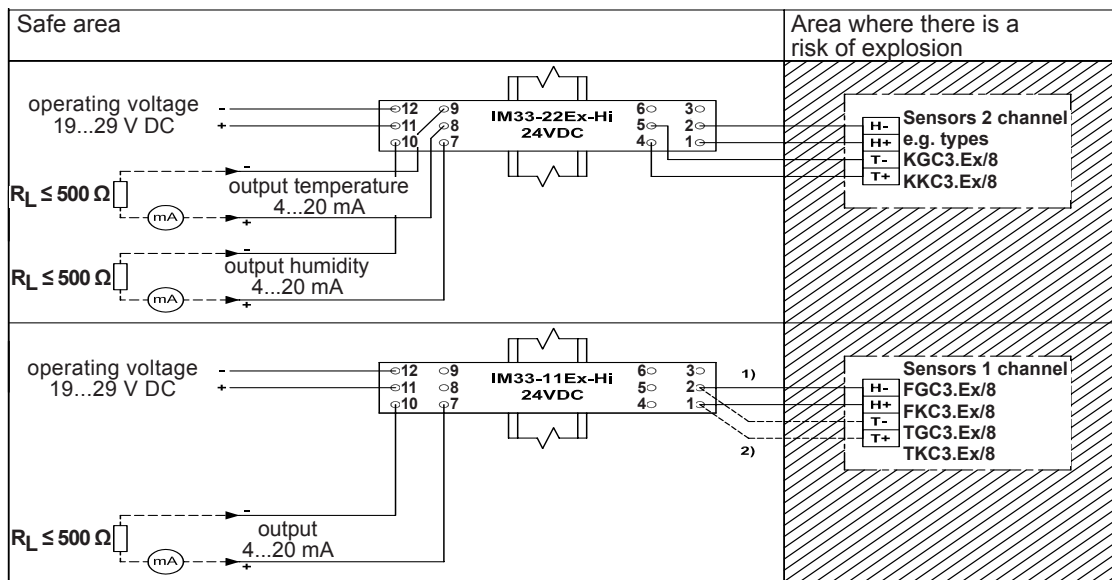 Safe area
Area where there is a
risk of explosion
operating voltage
19...29 V DC
-
+
12 9
11 8
10 7
IM33-22Ex-Hi
24VDC
6 3
5 2
4 1
H-
H+
T-
T+
Sensors 2 channel
e.g. types
KGC3.Ex/8
KKC3.Ex/8
-
output temperature
4...20 mA
RL ≤ 500 Ω
mA
+
-
output humidity
4...20 mA
RL ≤ 500 Ω
mA
+
operating voltage
19...29 V DC
-
+
12 9
11 8
10 7
IM33-11Ex-Hi
24VDC
6 3
5 2
4 1
1)
2)
H-
H+
T-
T+
Sensors 1 channel
FGC3.Ex/8
FKC3.Ex/8
TGC3.Ex/8
TKC3.Ex/8
-
output
4...20 mA
RL ≤ 500 Ω
mA
+